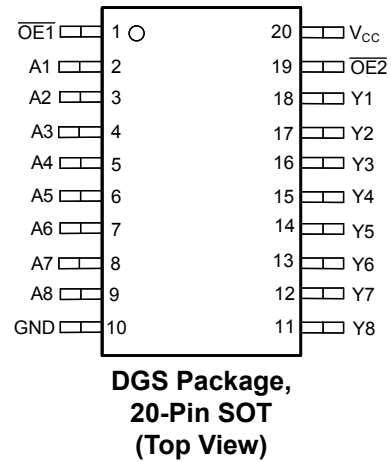 OE1 1 20 VCC
A1 2 19 OE2
A2 3 18 Y1
A3 4 17 Y2
A4 5 16 Y3
A5 6 15 Y4
A6 7 14 Y5
A7 8 13 Y6
A8 9 12 Y7
GND 10 11 Y8
DGS Package,
20-Pin SOT
(Top View)